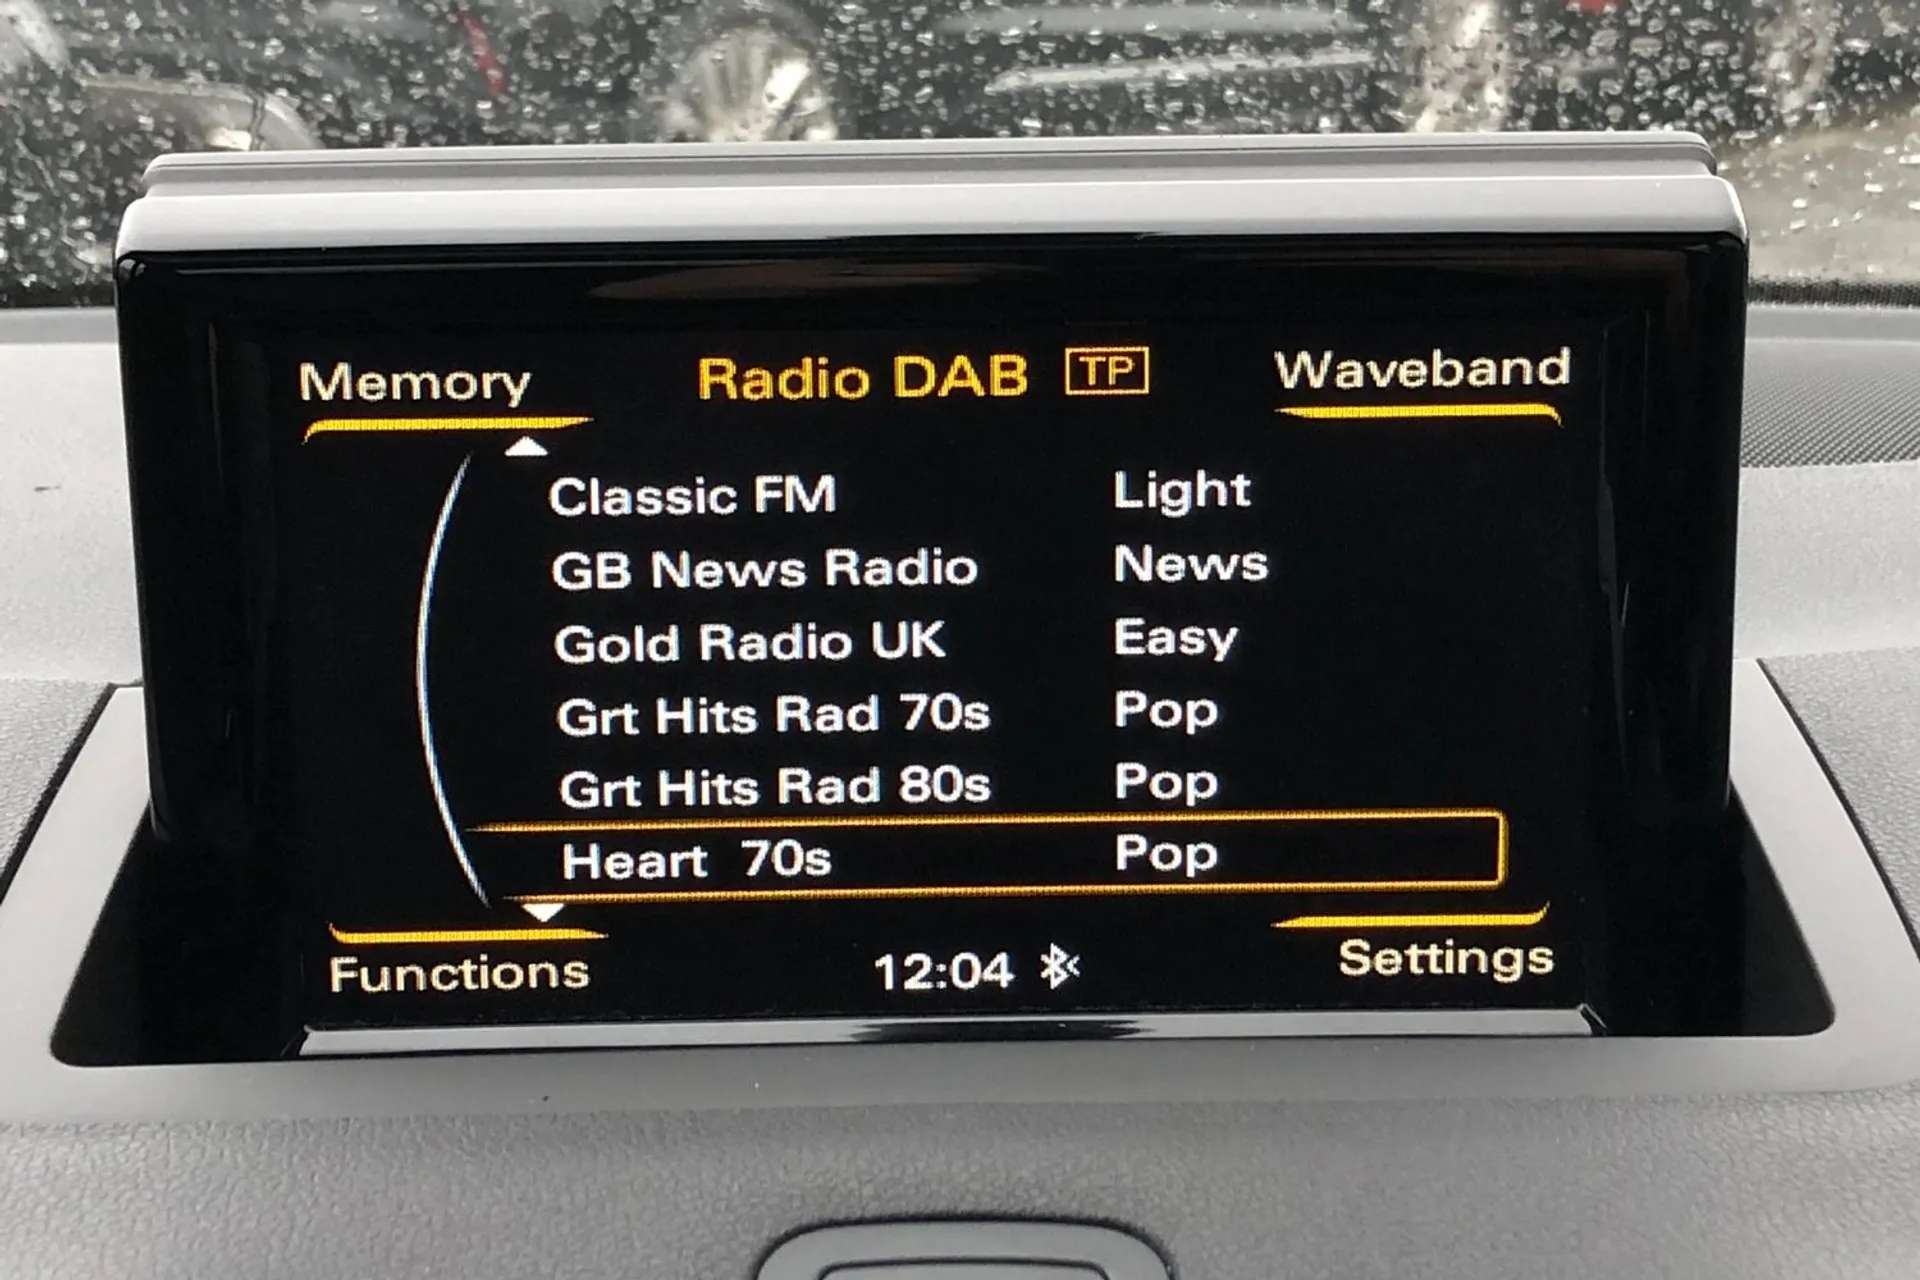 Memory Radio DAB TP Waveband
Classic FM Light
GB News Radio News
Gold Radio UK Easy
Grt Hits Rad 70s Pop
Grt Hits Rad 80s Pop
Heart 70s Pop
Functions 12:04 Settings